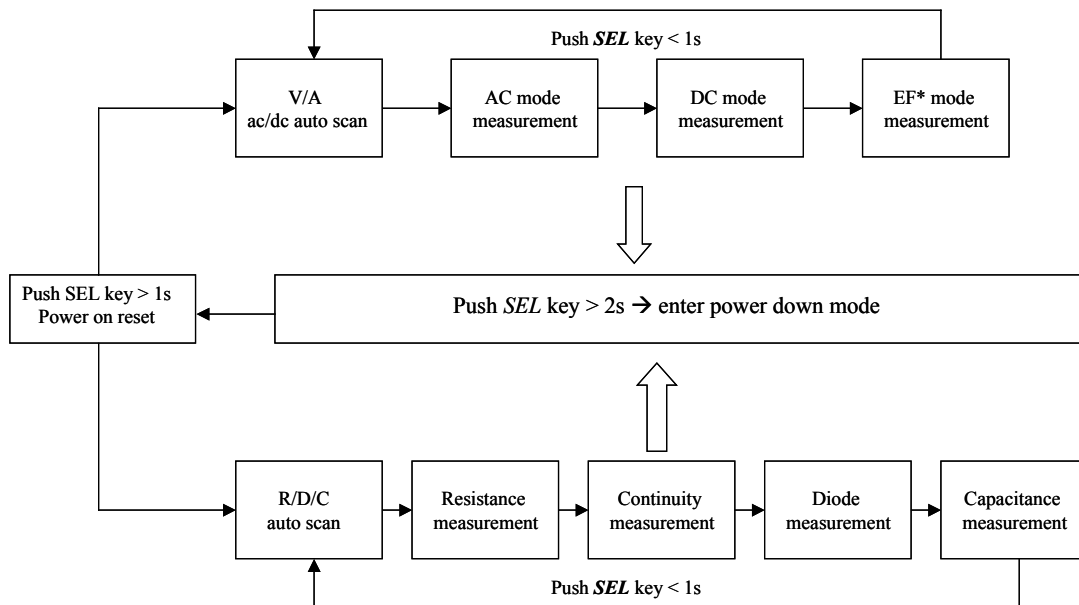 Push SEL key < 1s
V/A
ac/dc auto scan
AC mode
measurement
DC mode
measurement
EF* mode
measurement
Push SEL key > 1s
Power on reset
Push SEL key > 2s → enter power down mode
R/D/C
auto scan
Resistance
measurement
Continuity
measurement
Diode
measurement
Capacitance
measurement
Push SEL key < 1s